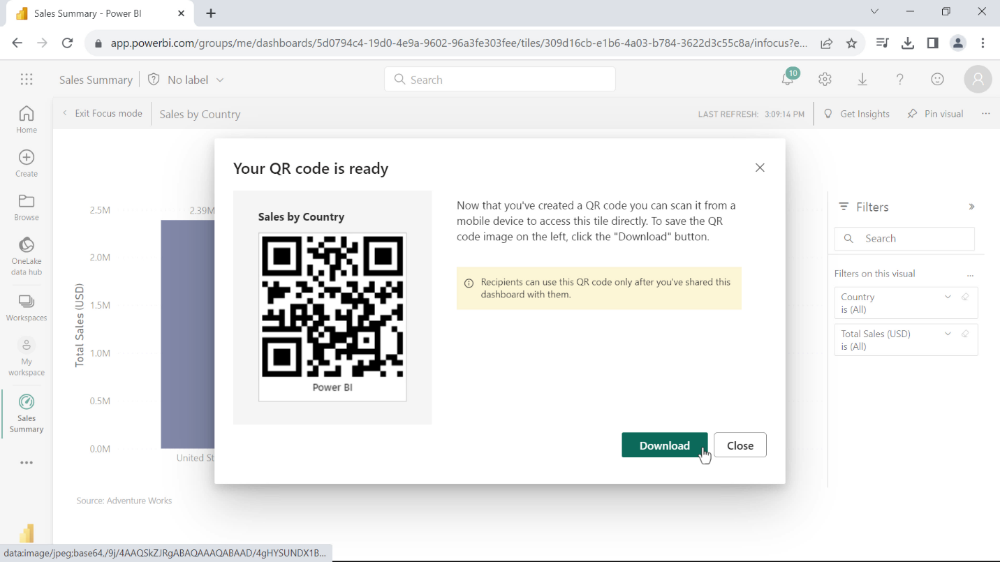 Sales Summary - Power BI
app.powerbi.com/groups/me/dashboards/5d0794c4-19d0-4e9a-9602-96a3fe303fee/tiles/309d16cb-e1b6-4a03-b784-3622d3c55c8a/infocus?e...
Sales Summary
No label
Search
10
Home
Create
Browse
OneLake
data hub
Workspaces
My
workspace
Sales
Summary
Exit Focus mode
Sales by Country
LAST REFRESH: 3:09:14 PM
Get Insights
Pin visual
Your QR code is ready
Sales by Country
Power BI
Now that you've created a QR code you can scan it from a
mobile device to access this tile directly. To save the QR
code image on the left, click the "Download" button.
Recipients can use this QR code only after you've shared this
dashboard with them.
Download
Close
2.5M
2.39M
2.0M
1.5M
1.0M
0.5M
0.0M
Total Sales (USD)
United St
Source: Adventure Works
Filters
Search
Filters on this visual
...
Country
is (All)
Total Sales (USD)
is (All)
data:image/jpeg;base64,/9j/4AAQSkZJRgABAQAAAQABAAD/4gHYSUNDX1B...